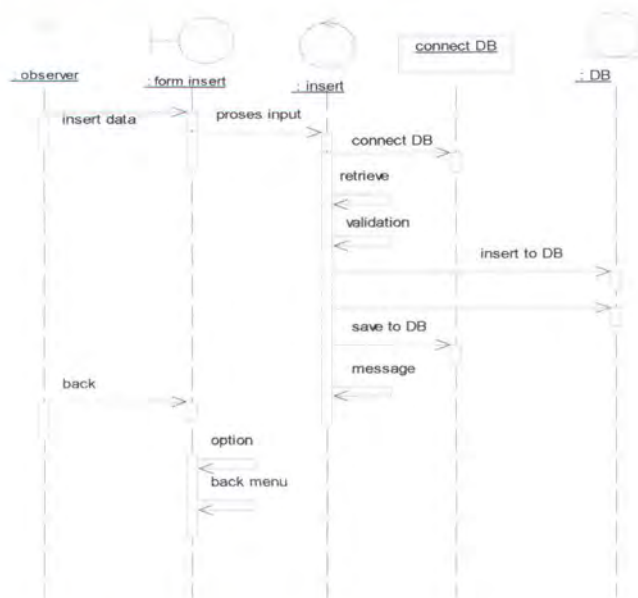 connect DB
: observer
: form insert
: insert
: DB
insert data
proses input
connect DB
retrieve
validation
insert to DB
save to DB
message
back
option
back menu